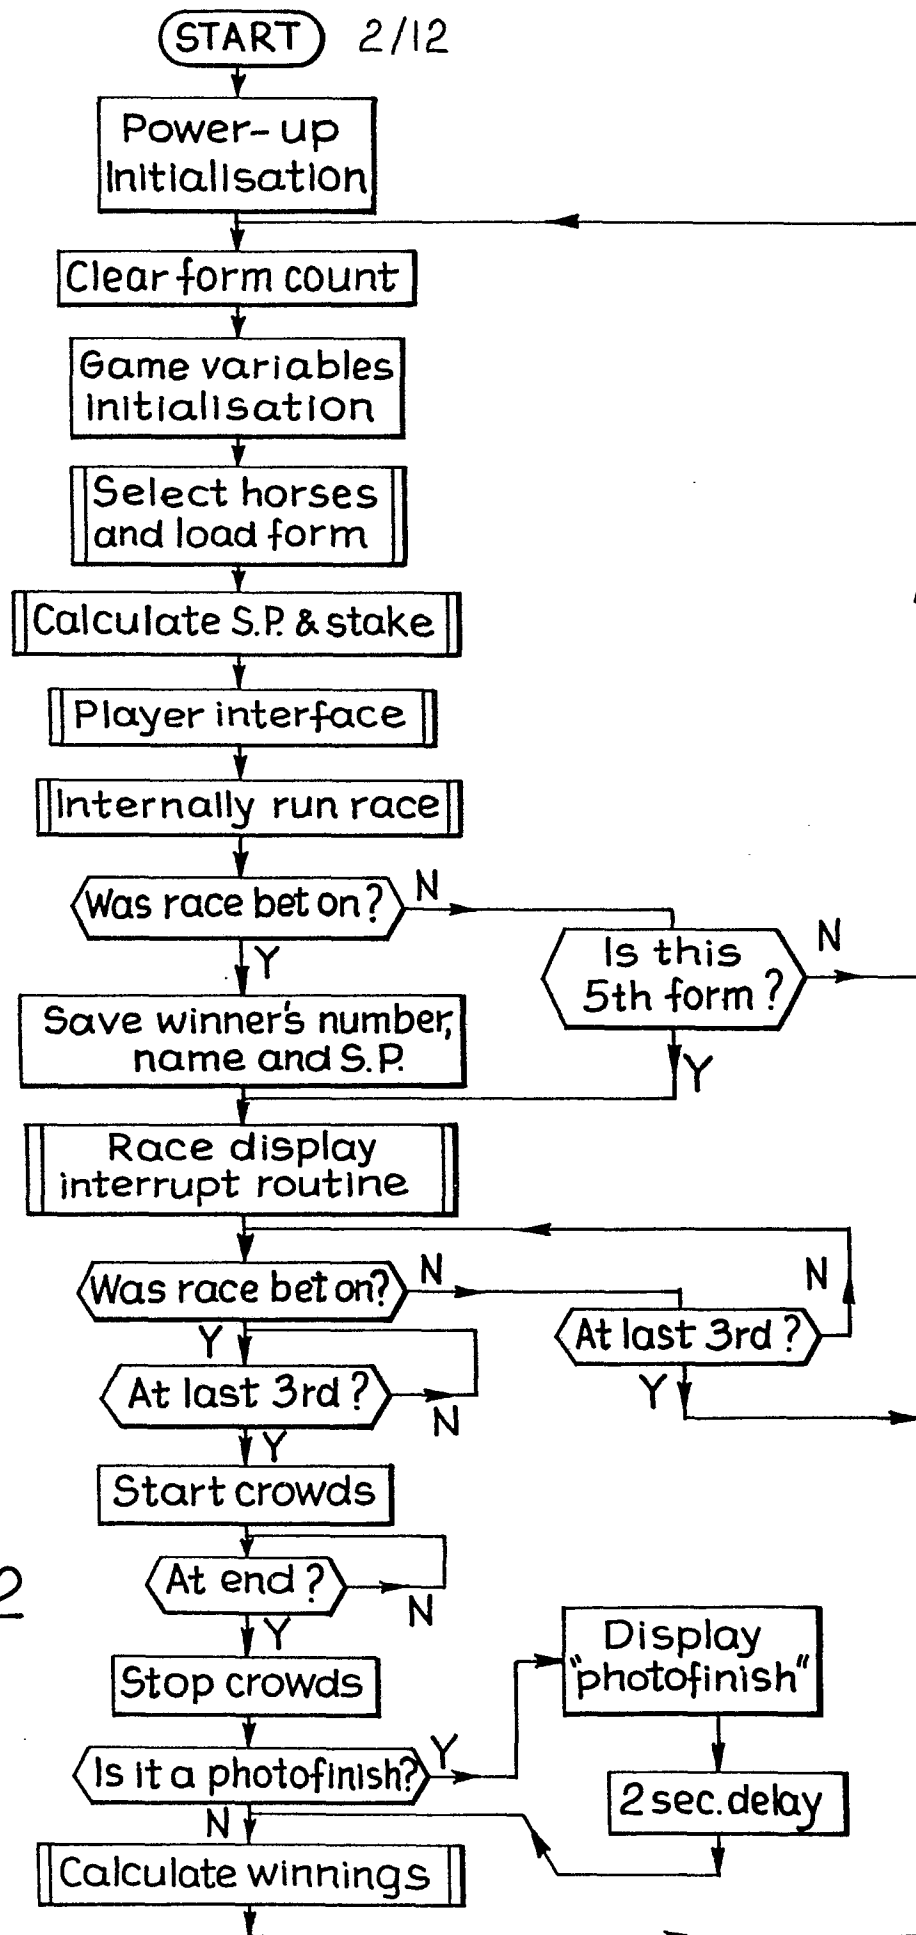 START 2/12
Power-up
Initialisation
Clear form count
Game variables
initialisation
Select horses
and load form
Calculate S.P. & stake
Player interface
Internally run race
Was race bet on? N
Y
Is this N
5th form?
Y
Save winner's number,
name and S.P.
Race display
interrupt routine
Was race bet on? N
Y
At last 3rd? N
Y
At last 3rd?
N
Y
Start crowds
At end?
N
Y
Stop crowds
Display
"photofinish"
Is it a photofinish? Y
N
2 sec. delay
Calculate winnings
2